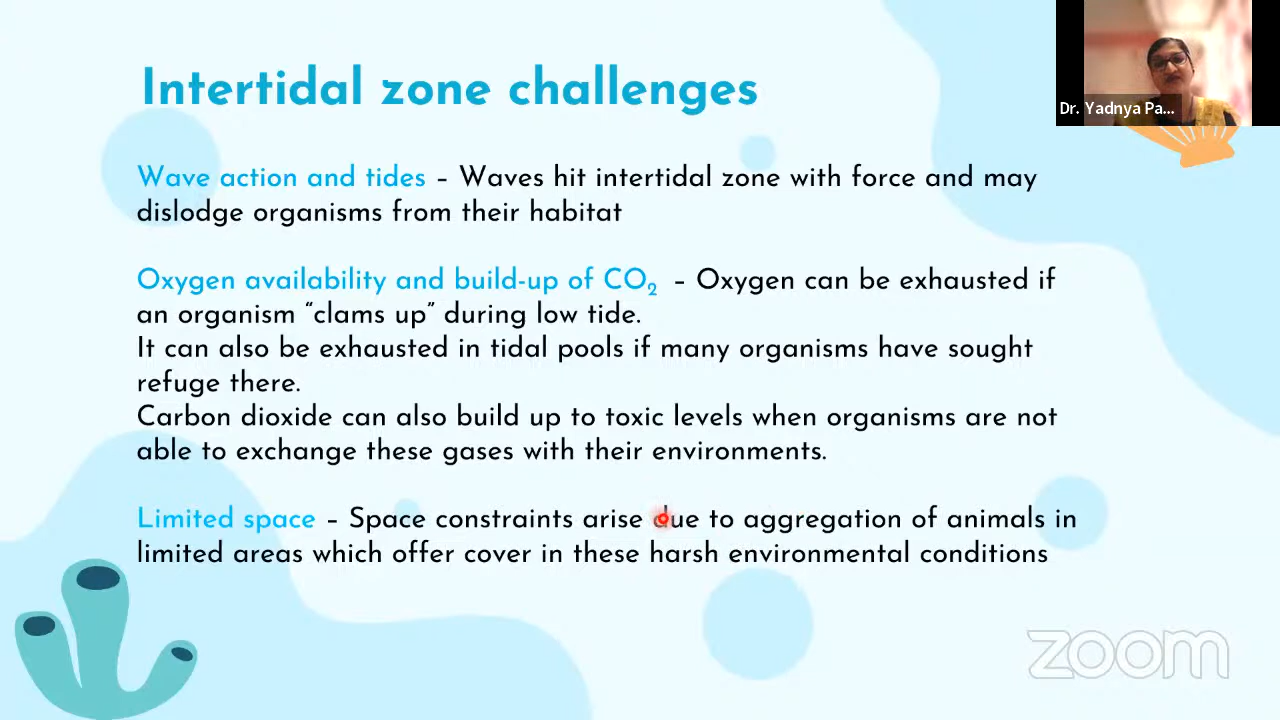 Intertidal zone challenges
Dr. Yadnya Pa...
Wave action and tides – Waves hit intertidal zone with force and may
dislodge organisms from their habitat
Oxygen availability and build-up of CO₂ – Oxygen can be exhausted if
an organism “clams up” during low tide.
It can also be exhausted in tidal pools if many organisms have sought
refuge there.
Carbon dioxide can also build up to toxic levels when organisms are not
able to exchange these gases with their environments.
Limited space – Space constraints arise due to aggregation of animals in
limited areas which offer cover in these harsh environmental conditions
zoom